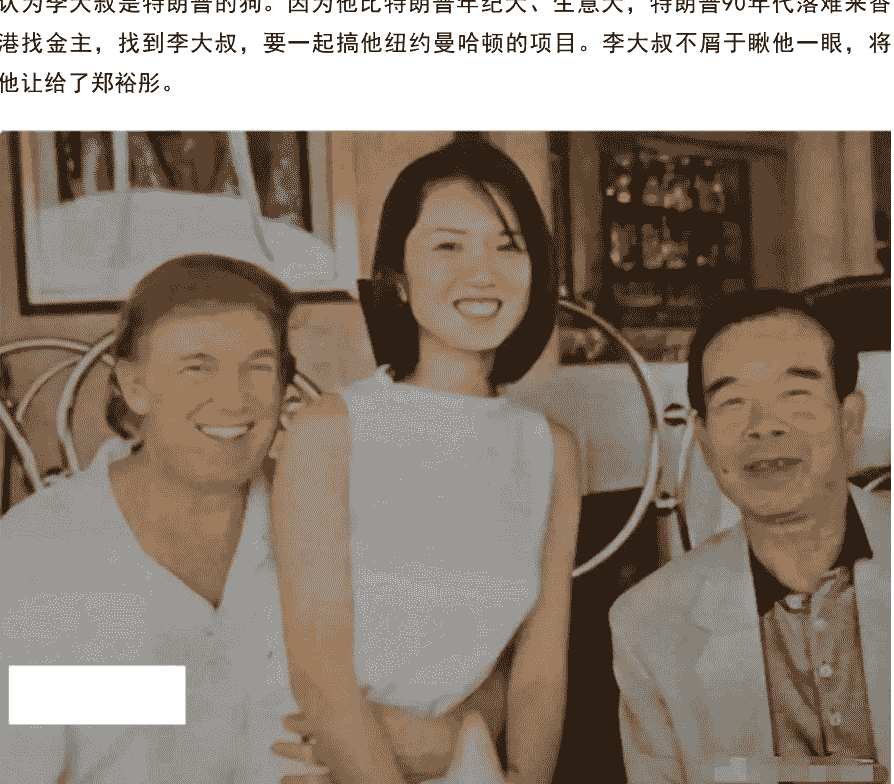 认为李大叔是特朗普的狗。因为他比特朗普年纪大、生意大，特朗普90年代落难来香
港找金主，找到李大叔，要一起搞他纽约曼哈顿的项目。李大叔不屑于瞅他一眼，将
他让给了郑裕彤。